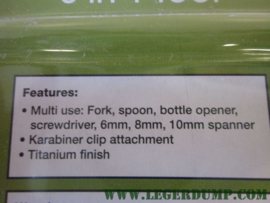 Features:
• Multi use: Fork, spoon, bottle opener,
screwdriver, 6mm, 8mm, 10mm spanner
• Karabiner clip attachment
• Titanium finish
WWW.LEGERDUMP.COM